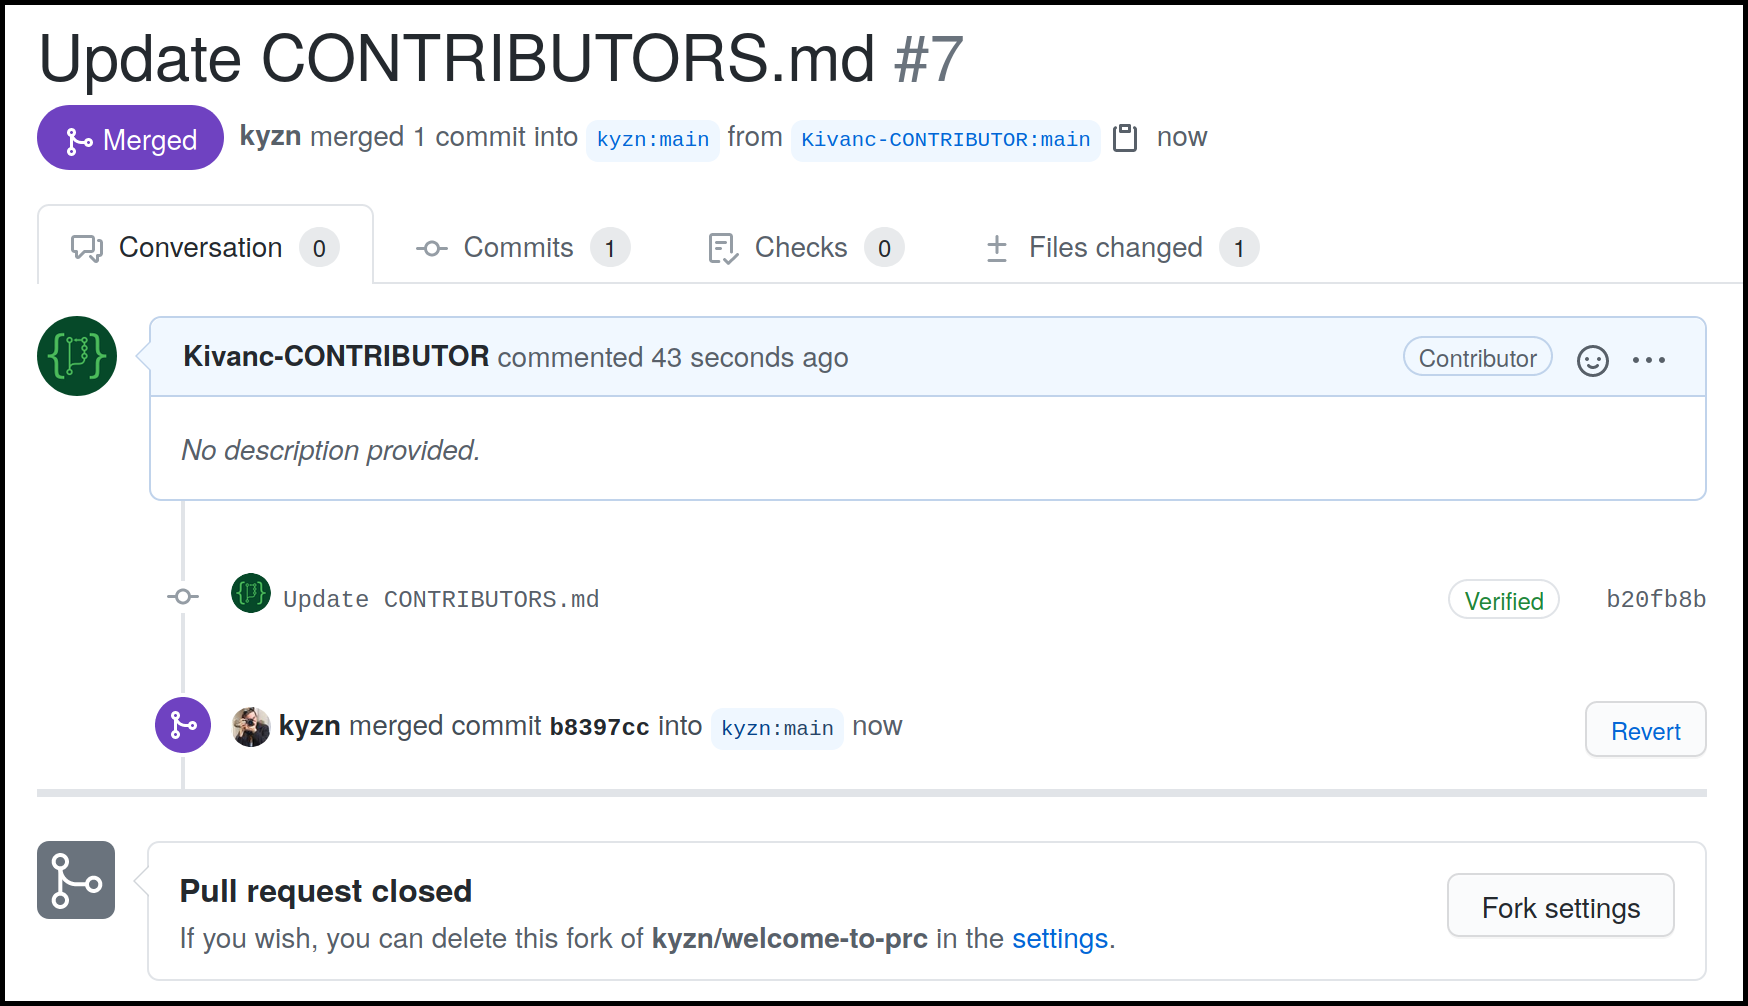 Update CONTRIBUTORS.md #7
Merged kyzn merged 1 commit into kyzn:main from Kivanc-CONTRIBUTOR:main now
Conversation 0 Commits 1 Checks 0 Files changed 1
Kivanc-CONTRIBUTOR commented 43 seconds ago Contributor
No description provided.
Update CONTRIBUTORS.md Verified b20fb8b
kyzn merged commit b8397cc into kyzn:main now Revert
Pull request closed
If you wish, you can delete this fork of kyzn/welcome-to-prc in the settings.
Fork settings